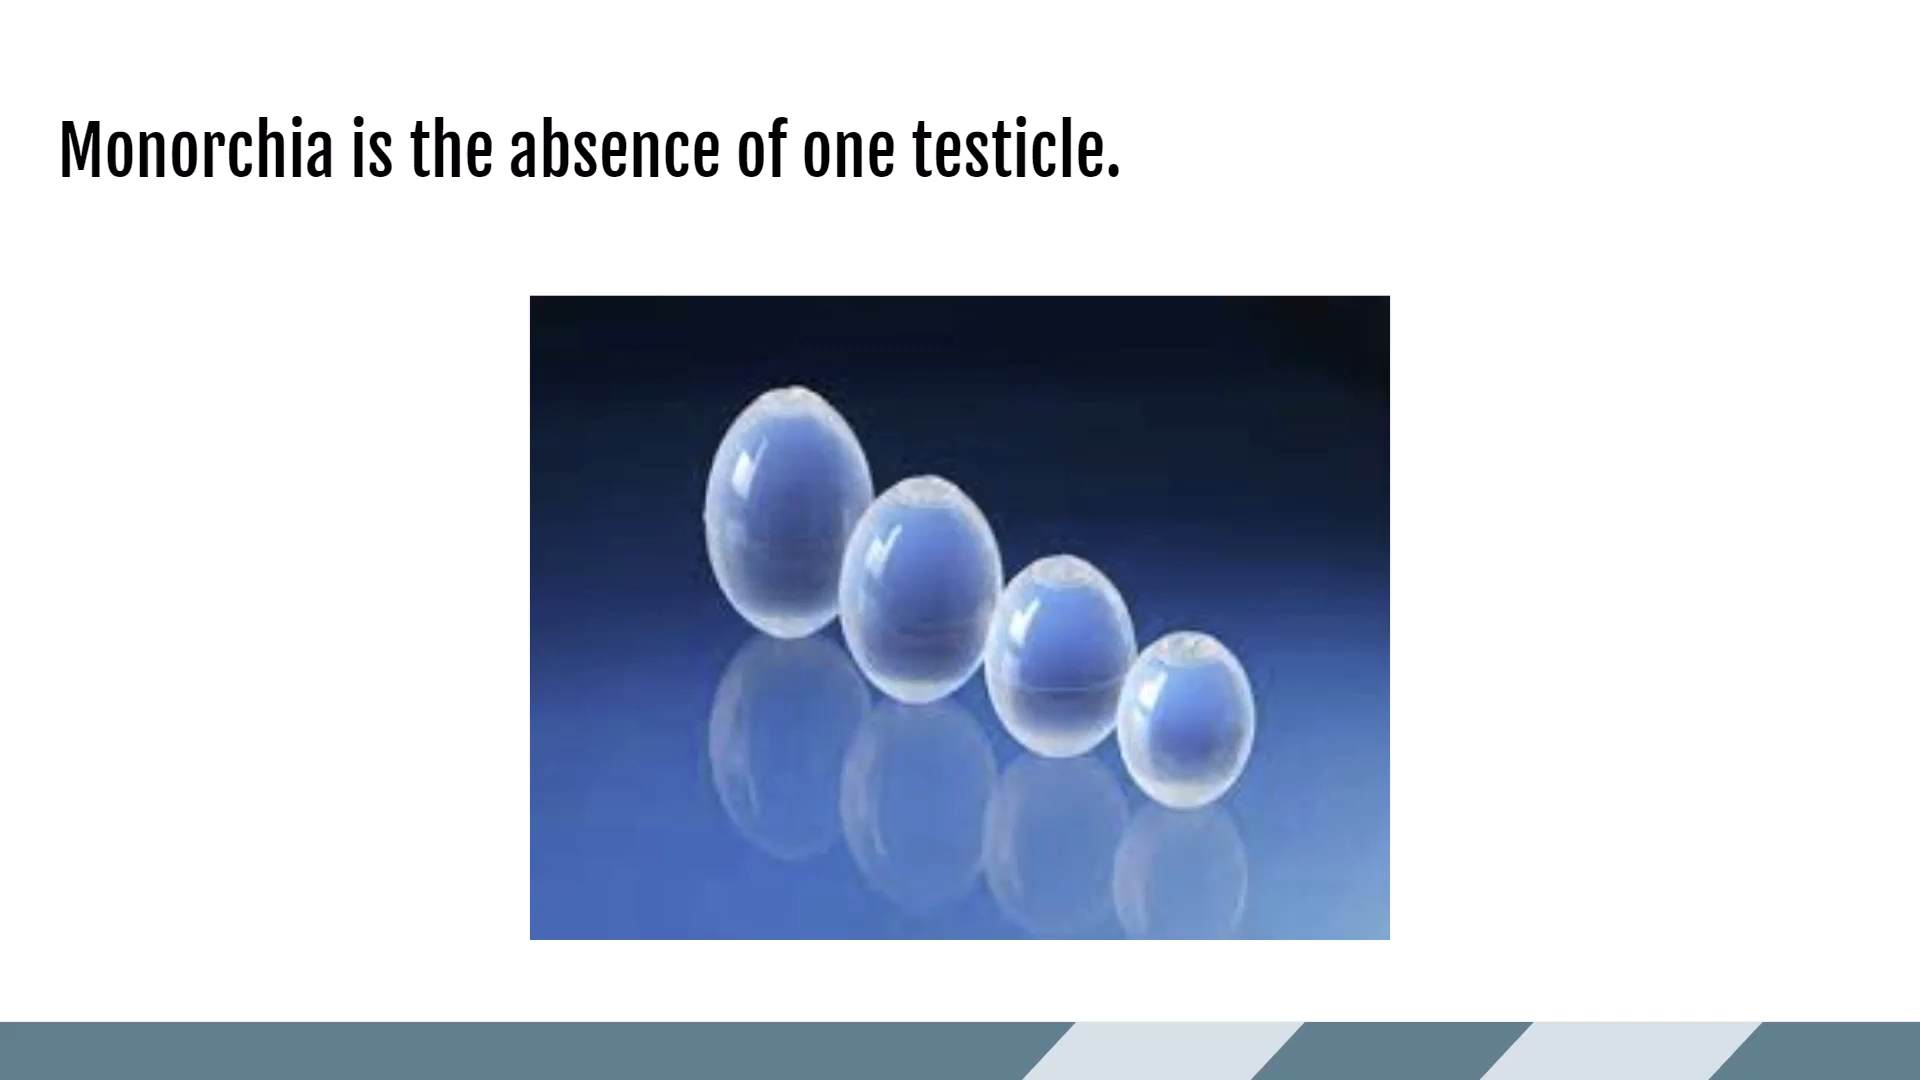 Monorchia is the absence of one testicle.